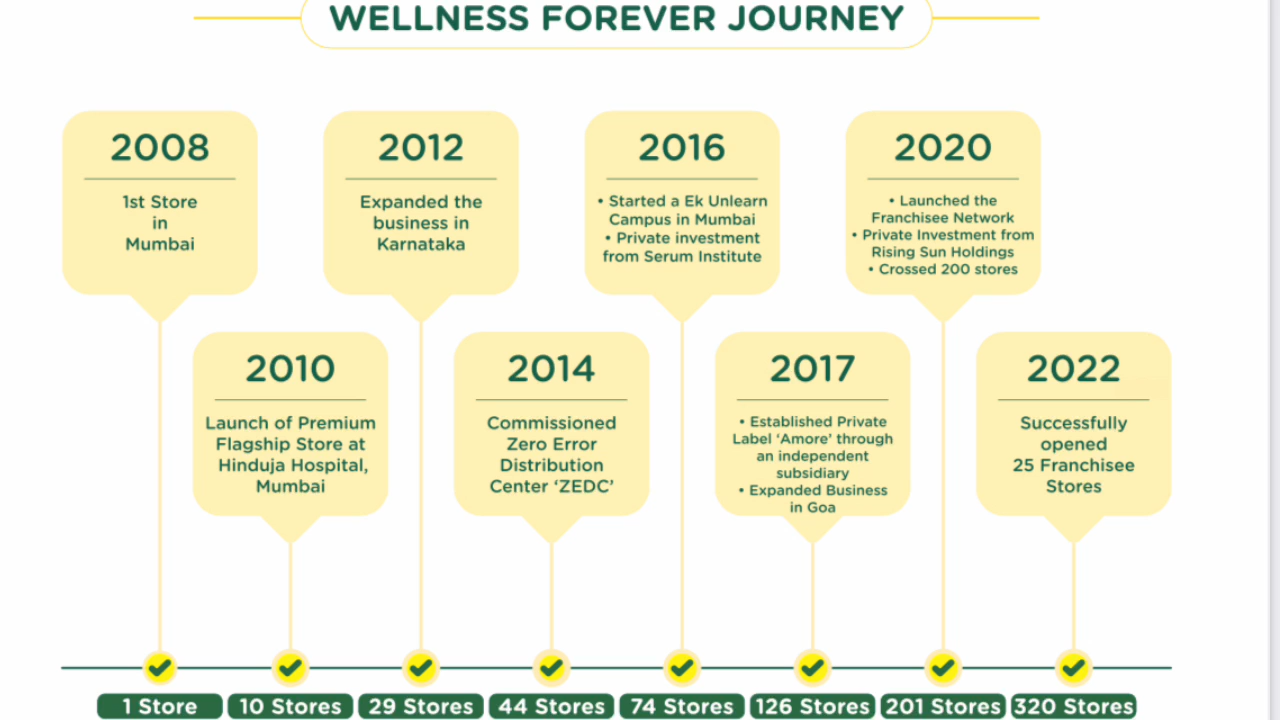 WELLNESS FOREVER JOURNEY
2008
1st Store
in
Mumbai
2012
Expanded the
business in
Karnataka
2016
• Started a Ek Unlearn
Campus in Mumbai
• Private investment
from Serum Institute
2020
• Launched the
Franchisee Network
• Private Investment from
Rising Sun Holdings
• Crossed 200 stores
2010
Launch of Premium
Flagship Store at
Hinduja Hospital,
Mumbai
2014
Commissioned
Zero Error
Distribution
Center ‘ZEDC’
2017
• Established Private
Label ‘Amore’ through
an independent
subsidiary
• Expanded Business
in Goa
2022
Successfully
opened
25 Franchisee
Stores
1 Store
10 Stores
29 Stores
44 Stores
74 Stores
126 Stores
201 Stores
320 Stores